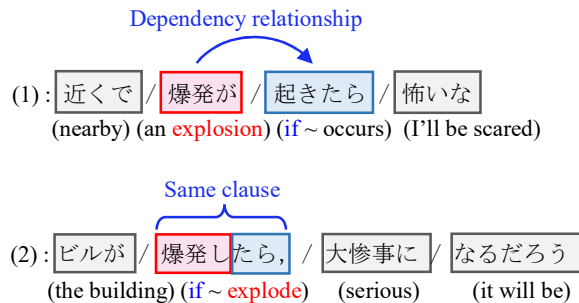 Dependency relationship
(1) : 近くで / 爆発が / 起きたら / 怖いな
(nearby) (an explosion) (if ~ occurs) (I'll be scared)
Same clause
(2) : ビルが / 爆発したら, / 大惨事に / なるだろう
(the building) (if ~ explode) (serious) (it will be)